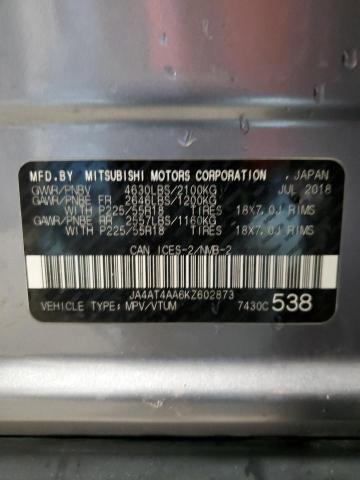 MFD.BY MITSUBISHI MOTORS CORPORATION , JAPAN
GVWR/PNBV 4630LBS/2100KG JUL 2018
GAWR/PNBE FR 2646LBS/1200KG
WITH P225/55R18 TIRES 18X7.0J RIMS
GAWR/PNBE RR 2557LBS/1160KG
WITH P225/55R18 TIRES 18X7.0J RIMS
CAN ICES-2/NMB-2
JA4AT4AA6KZ602873
VEHICLE TYPE: MPV/VTUM 7430C 538